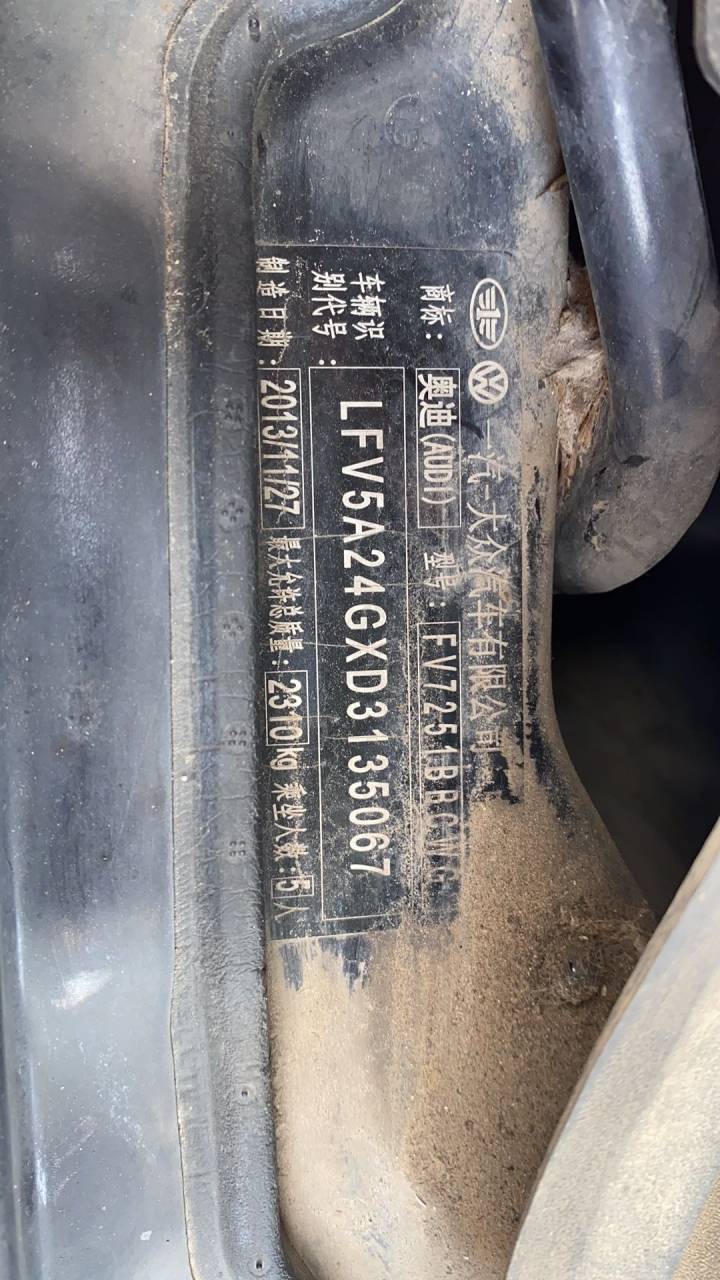 一汽-大众汽车有限公司
商标: 奥迪(AUDI) 型号: FV7251BBCWG
车辆识别代号: LFV5A24GXD3135067
制造日期: 2013/11/27 最大允许总质量: 2310kg 乘坐人数: 5人